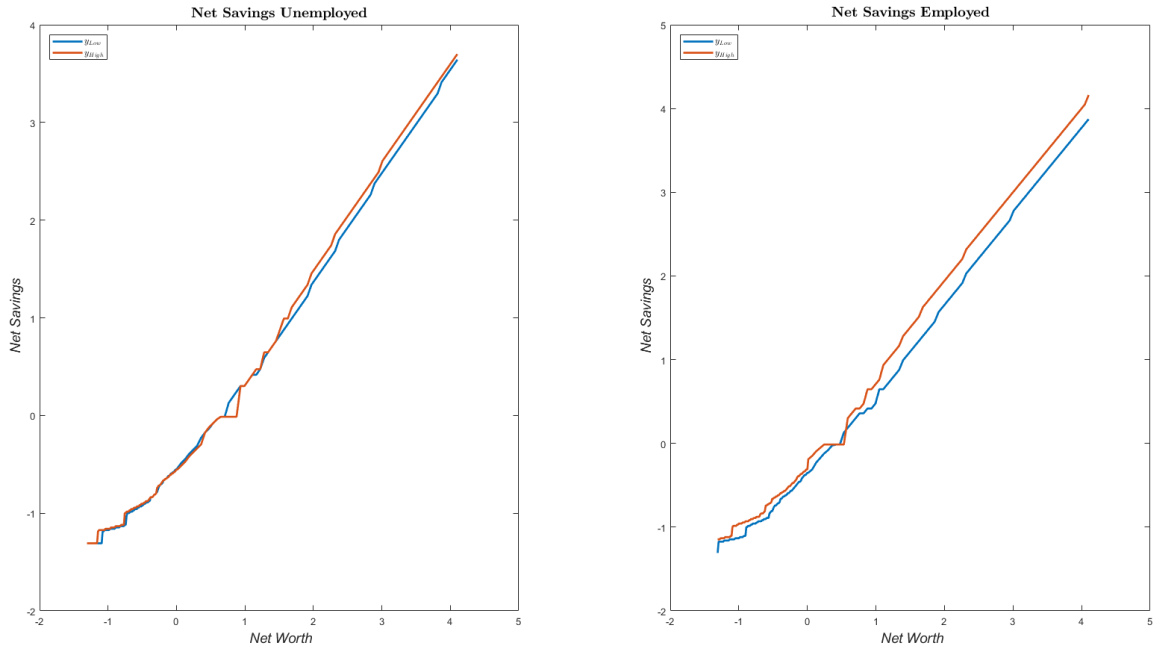 Net Savings Unemployed
y_Low
y_High
4
3
2
1
0
-1
-2
Net Savings
-2 -1 0 1 2 3 4 5
Net Worth
Net Savings Employed
y_Low
y_High
5
4
3
2
1
0
-1
-2
Net Savings
-2 -1 0 1 2 3 4 5
Net Worth